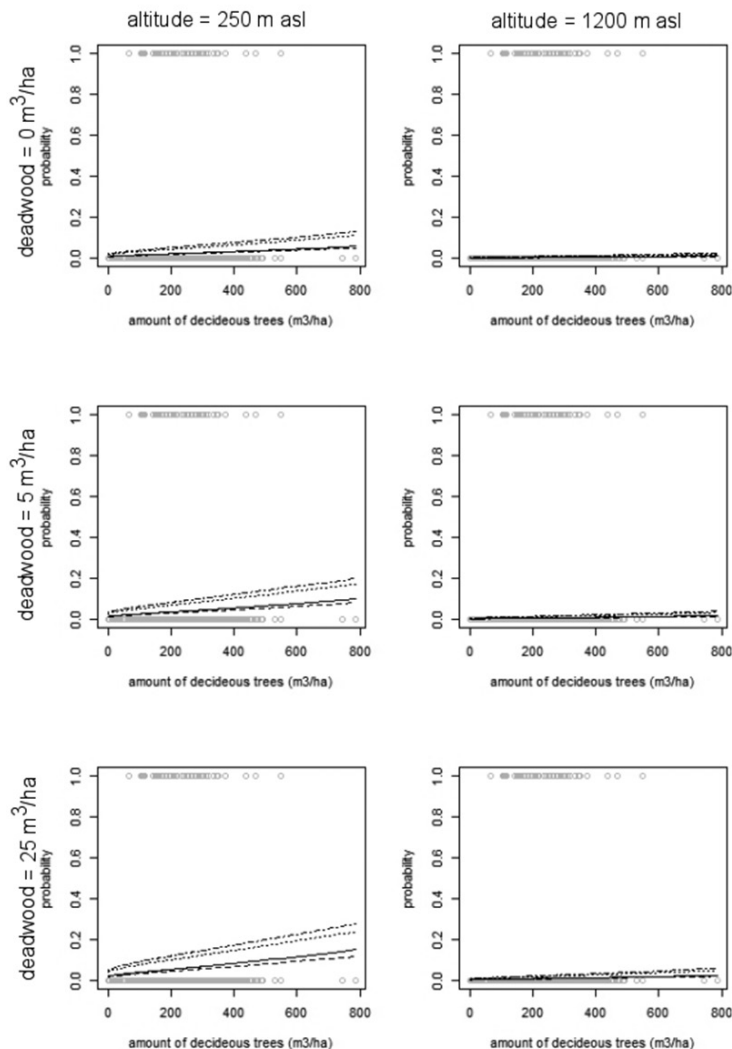 altitude = 250 m asl
altitude = 1200 m asl
deadwood = 0 m³/ha
probability
0.0 0.2 0.4 0.6 0.8 1.0
0 200 400 600 800
amount of decideous trees (m3/ha)
probability
0.0 0.2 0.4 0.6 0.8 1.0
0 200 400 600 800
amount of decideous trees (m3/ha)
deadwood = 5 m³/ha
probability
0.0 0.2 0.4 0.6 0.8 1.0
0 200 400 600 800
amount of decideous trees (m3/ha)
probability
0.0 0.2 0.4 0.6 0.8 1.0
0 200 400 600 800
amount of decideous trees (m3/ha)
deadwood = 25 m³/ha
probability
0.0 0.2 0.4 0.6 0.8 1.0
0 200 400 600 800
amount of decideous trees (m3/ha)
probability
0.0 0.2 0.4 0.6 0.8 1.0
0 200 400 600 800
amount of decideous trees (m3/ha)